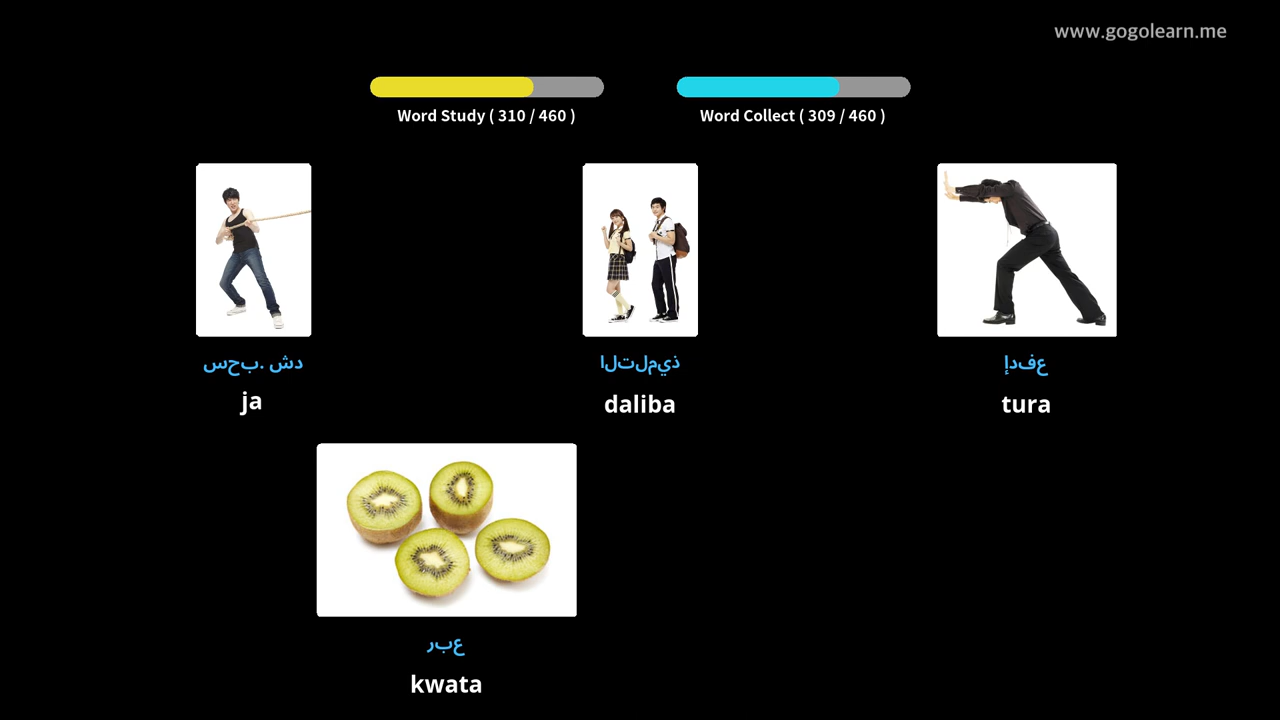 www.gogolearn.me
Word Study ( 310 / 460 )
Word Collect ( 309 / 460 )
سحب. شد
ja
التلميذ
daliba
إدفع
tura
ربع
kwata